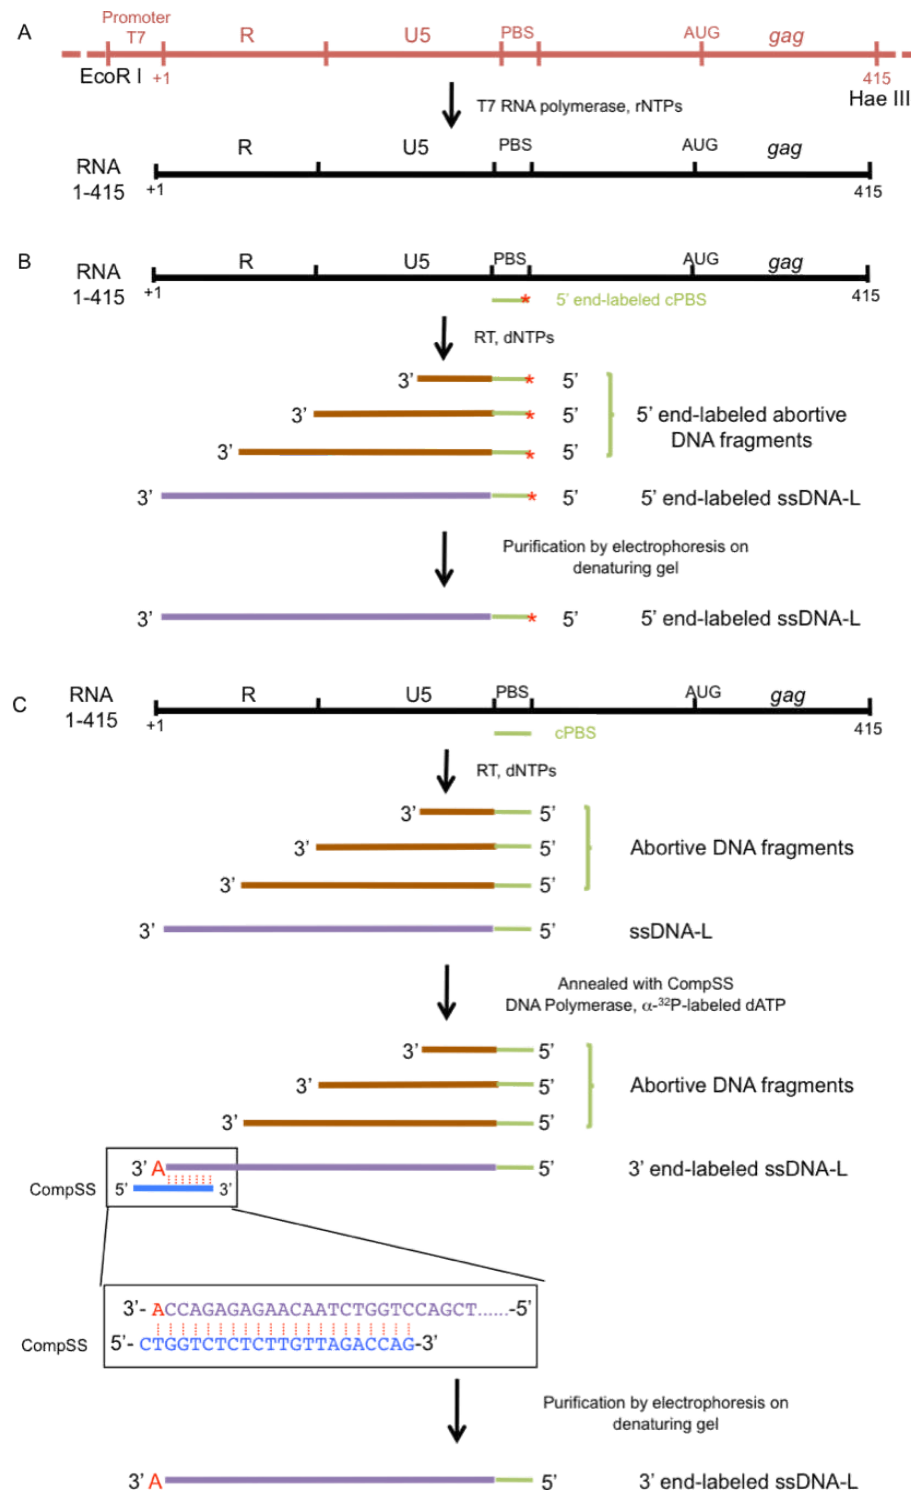 A
Promoter
T7 R U5 PBS AUG gag
EcoR I +1 415
Hae III
T7 RNA polymerase, rNTPs
R U5 PBS AUG gag
RNA
1-415 +1 415
B
RNA R U5 PBS AUG gag
1-415 +1 415
* 5’ end-labeled cPBS
RT, dNTPs
3’ * 5’
3’ * 5’ 5’ end-labeled abortive
DNA fragments
3’ * 5’
3’ * 5’ 5’ end-labeled ssDNA-L
Purification by electrophoresis on
denaturing gel
3’ * 5’ 5’ end-labeled ssDNA-L
C
RNA R U5 PBS AUG gag
1-415 +1 415
cPBS
RT, dNTPs
3’ 5’
3’ 5’ Abortive DNA fragments
3’ 5’
3’ 5’ ssDNA-L
Annealed with CompSS
DNA Polymerase, α-³²P-labeled dATP
3’ 5’
3’ 5’ Abortive DNA fragments
3’ 5’
3’ A 5’ 3’ end-labeled ssDNA-L
CompSS 5’ 3’
3’- ACCAGAGAGAACAATCTGGTCCAGCT......-5’
CompSS 5’- CTGGTCTCTCTTGTTAGACCAG-3’
Purification by electrophoresis on
denaturing gel
3’ A 5’ 3’ end-labeled ssDNA-L